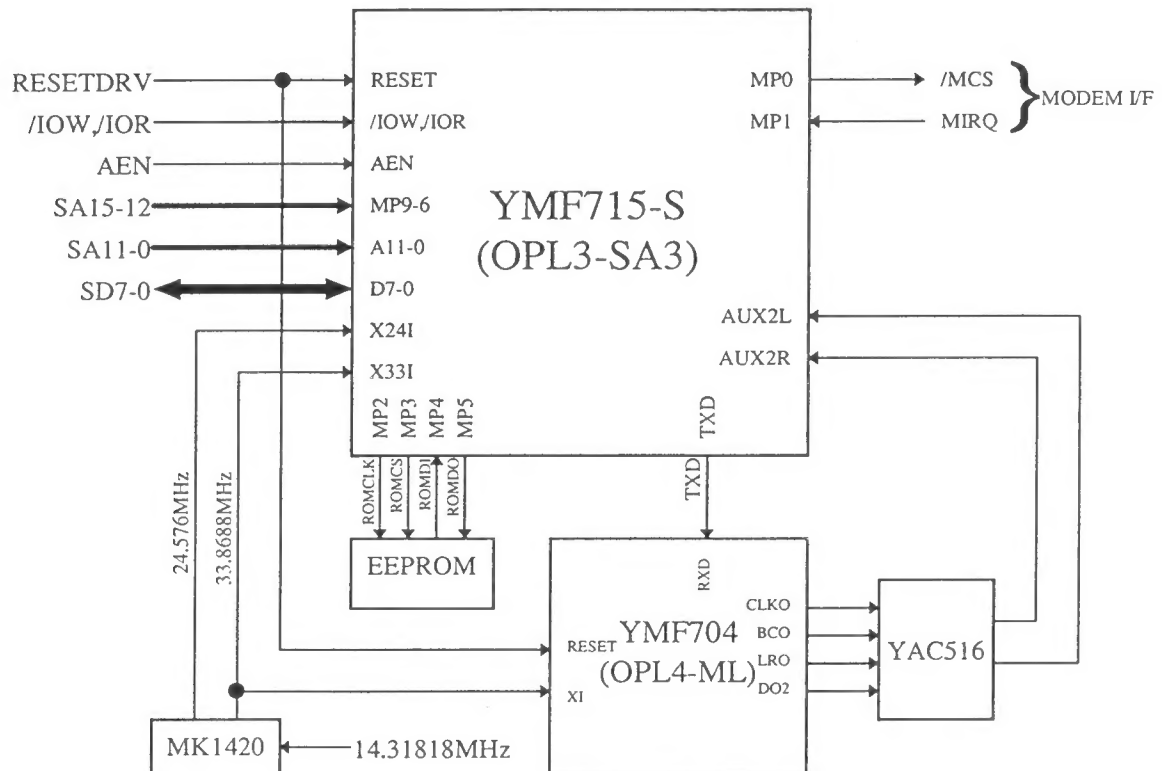 RESETDRV
RESET
MP0
/MCS
/IOW,/IOR
/IOW,/IOR
MP1
MIRQ
MODEM I/F
AEN
AEN
SA15-12
MP9-6
YMF715-S
(OPL3-SA3)
SA11-0
A11-0
SD7-0
D7-0
X24I
AUX2L
X33I
AUX2R
MP2
MP3
MP4
MP5
TXD
ROMCLK
ROMCS
ROMDI
ROMDO
TXD
24.576MHz
33.8688MHz
EEPROM
RXD
CLKO
BCO
LRO
DO2
RESET
XI
YMF704
(OPL4-ML)
YAC516
MK1420
14.31818MHz